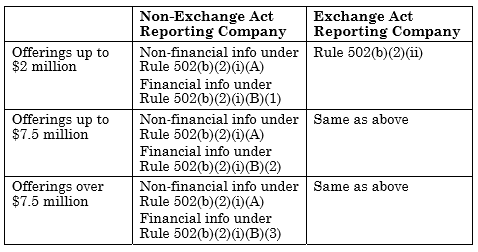 Non-Exchange Act Reporting Company
Exchange Act Reporting Company
Offerings up to $2 million
Non-financial info under Rule 502(b)(2)(i)(A)
Financial info under Rule 502(b)(2)(i)(B)(1)
Rule 502(b)(2)(ii)
Offerings up to $7.5 million
Non-financial info under Rule 502(b)(2)(i)(A)
Financial info under Rule 502(b)(2)(i)(B)(2)
Same as above
Offerings over $7.5 million
Non-financial info under Rule 502(b)(2)(i)(A)
Financial info under Rule 502(b)(2)(i)(B)(3)
Same as above